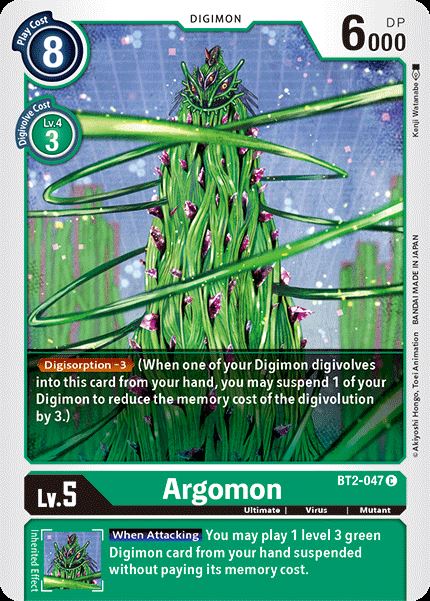 DIGIMON
Play Cost
8
6000
DP
Digivolve Cost
Lv.4
3
Kenji Watanabe
©Akiyoshi Hongo, Toei Animation BANDAI MADE IN JAPAN
Digisorption -3 (When one of your Digimon digivolves
into this card from your hand, you may suspend 1 of your
Digimon to reduce the memory cost of the digivolution
by 3.)
Lv.5
Argomon
BT2-047 C
Ultimate | Virus | Mutant
Inherited Effect
When Attacking You may play 1 level 3 green
Digimon card from your hand suspended
without paying its memory cost.